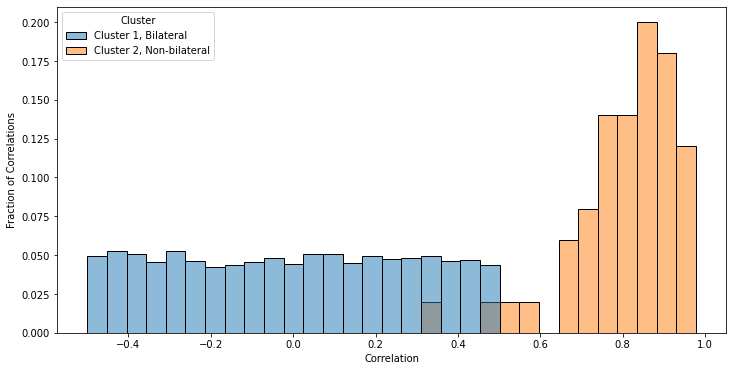 Cluster
Cluster 1, Bilateral
Cluster 2, Non-bilateral
Fraction of Correlations
0.200
0.175
0.150
0.125
0.100
0.075
0.050
0.025
0.000
−0.4 −0.2 0.0 0.2 0.4 0.6 0.8 1.0
Correlation